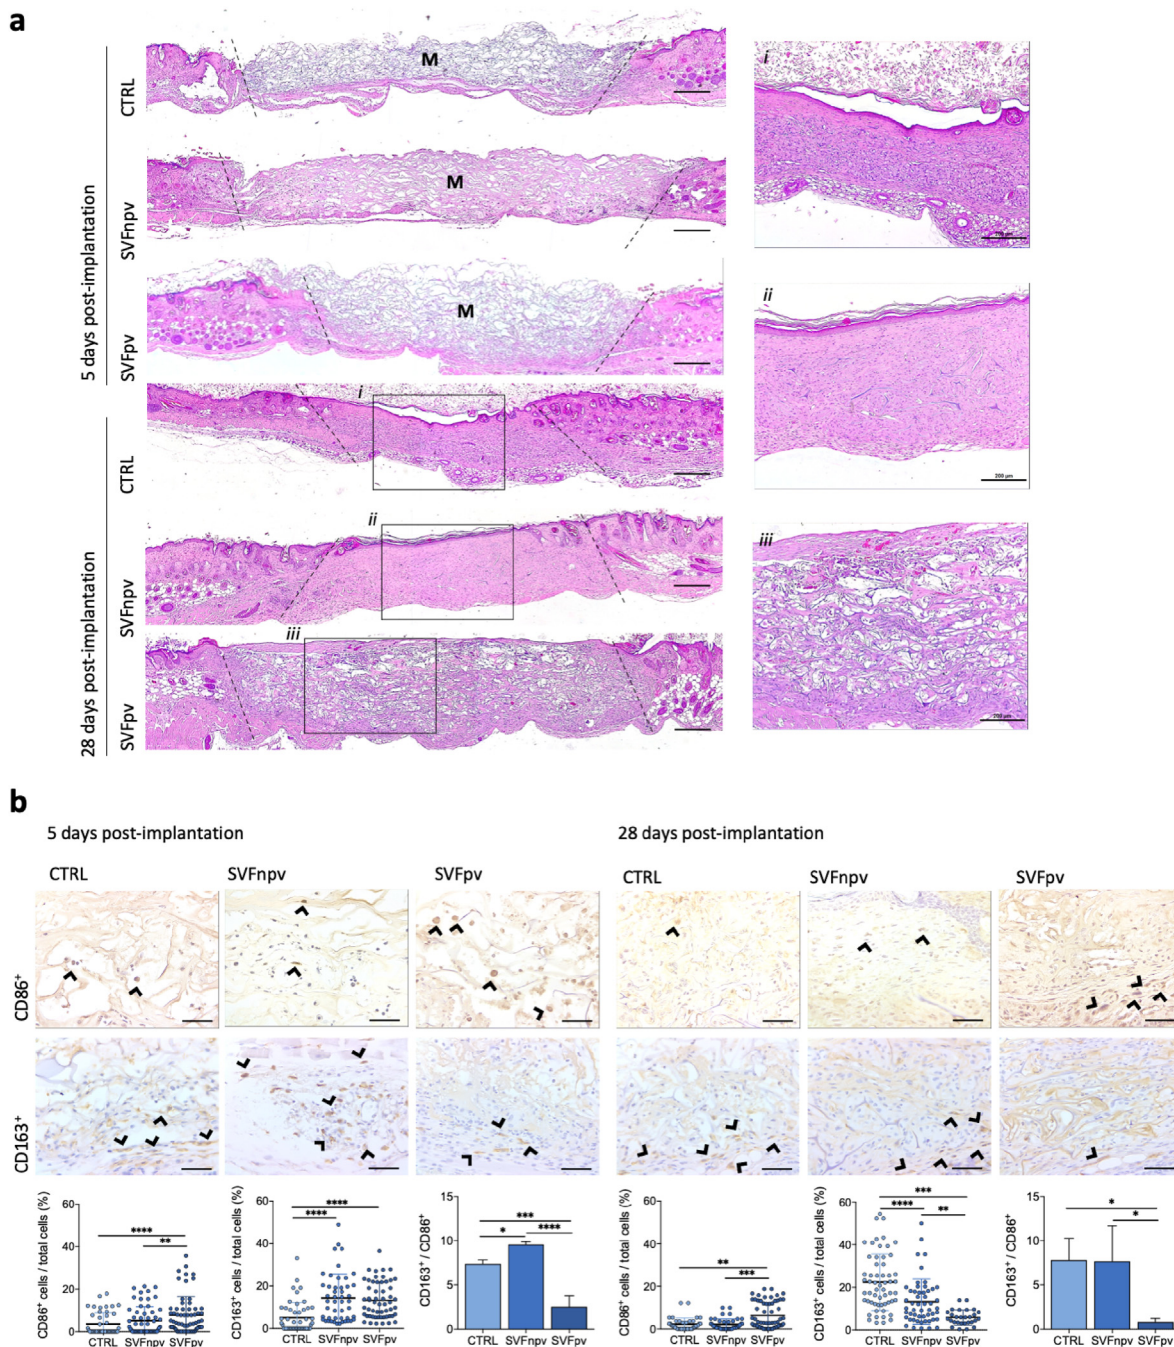 a
5 days post-implantation
CTRL
M
SVFnpv
M
SVFpv
M
28 days post-implantation
CTRL
i
SVFnpv
ii
SVFpv
iii
i
200 µm
ii
200 µm
iii
200 µm
b
5 days post-implantation
28 days post-implantation
CTRL
SVFnpv
SVFpv
CTRL
SVFnpv
SVFpv
CD86+
CD163+
CD86+ cells / total cells (%)
60
40
20
0
****
**
CTRL SVFnpv SVFpv
CD163+ cells / total cells (%)
60
40
20
0
****
****
CTRL SVFnpv SVFpv
CD163+ / CD86+
15
10
5
0
***
* ****
CTRL SVFnpv SVFpv
CD86+ cells / total cells (%)
60
40
20
0
**
***
CTRL SVFnpv SVFpv
CD163+ cells / total cells (%)
60
40
20
0
***
**** **
CTRL SVFnpv SVFpv
CD163+ / CD86+
15
10
5
0
*
*
CTRL SVFnpv SVFpv